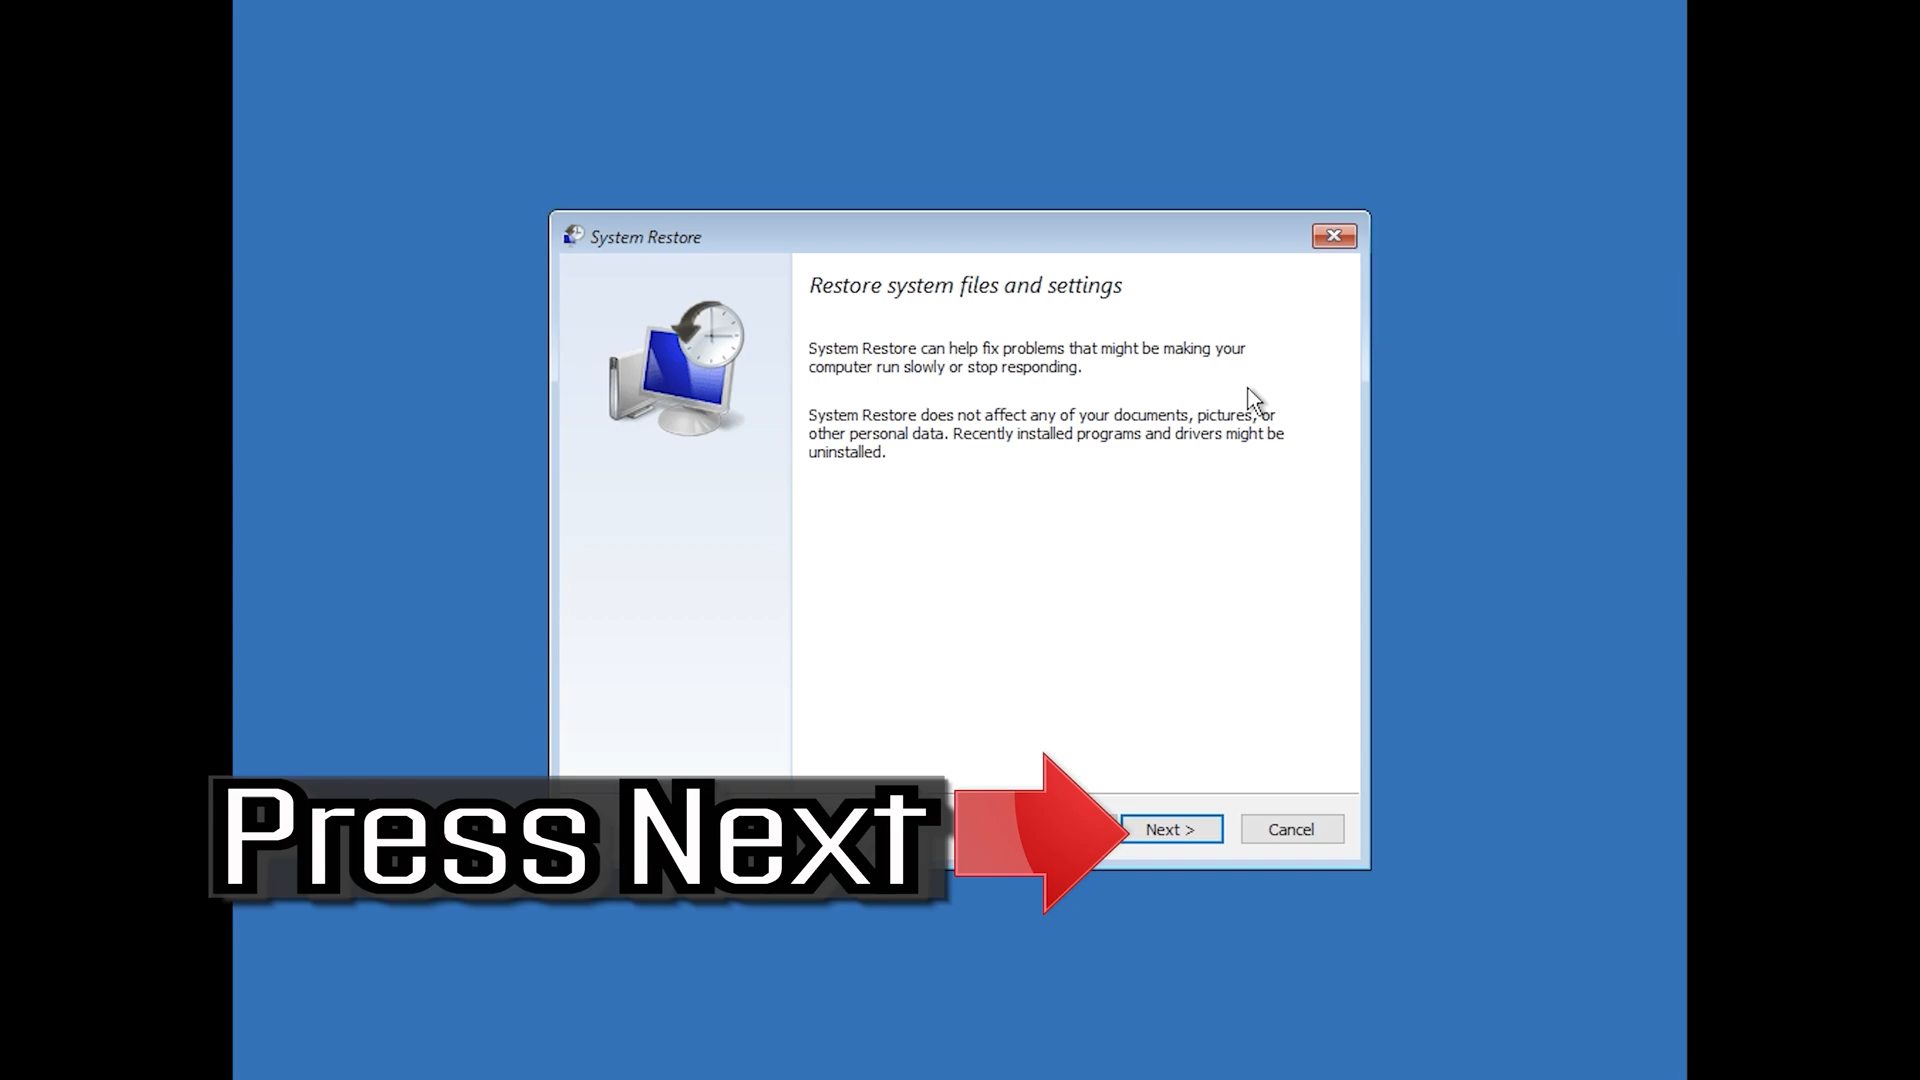 System Restore
Restore system files and settings
System Restore can help fix problems that might be making your
computer run slowly or stop responding.
System Restore does not affect any of your documents, pictures, or
other personal data. Recently installed programs and drivers might be
uninstalled.
Press Next
Next >
Cancel